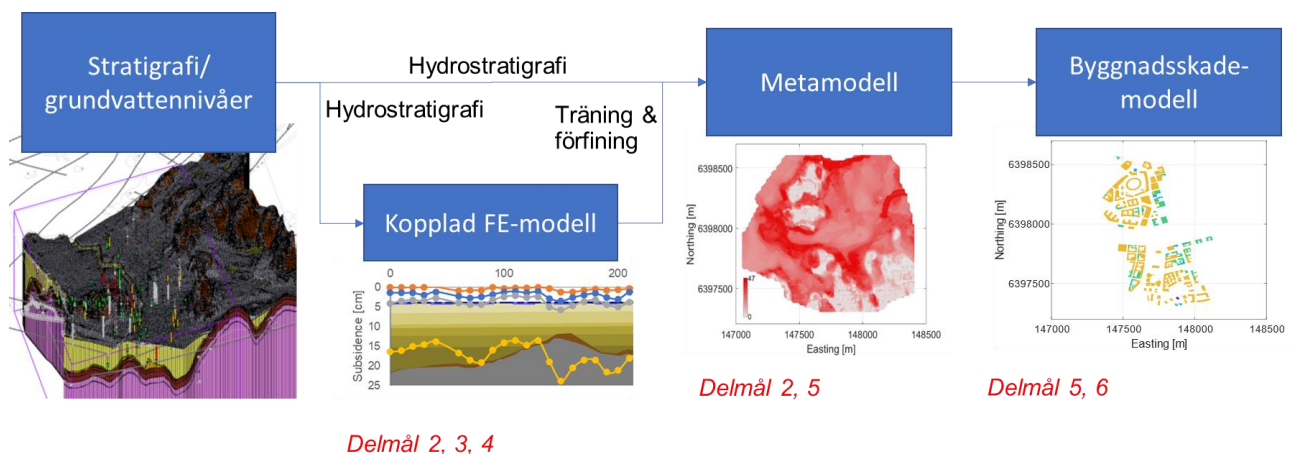 Stratigrafi/
grundvattennivåer
Hydrostratigrafi
Hydrostratigrafi
Träning &
förfining
Metamodell
Byggnadsskade-
modell
Kopplad FE-modell
0
100
200
0
5
10
15
20
25
Subsidence [cm]
6398500
6398000
6397500
Northing [m]
47
0
147000
147500
148000
148500
Easting [m]
6398500
6398000
6397500
Northing [m]
147000
147500
148000
148500
Easting [m]
Delmål 2, 5
Delmål 5, 6
Delmål 2, 3, 4